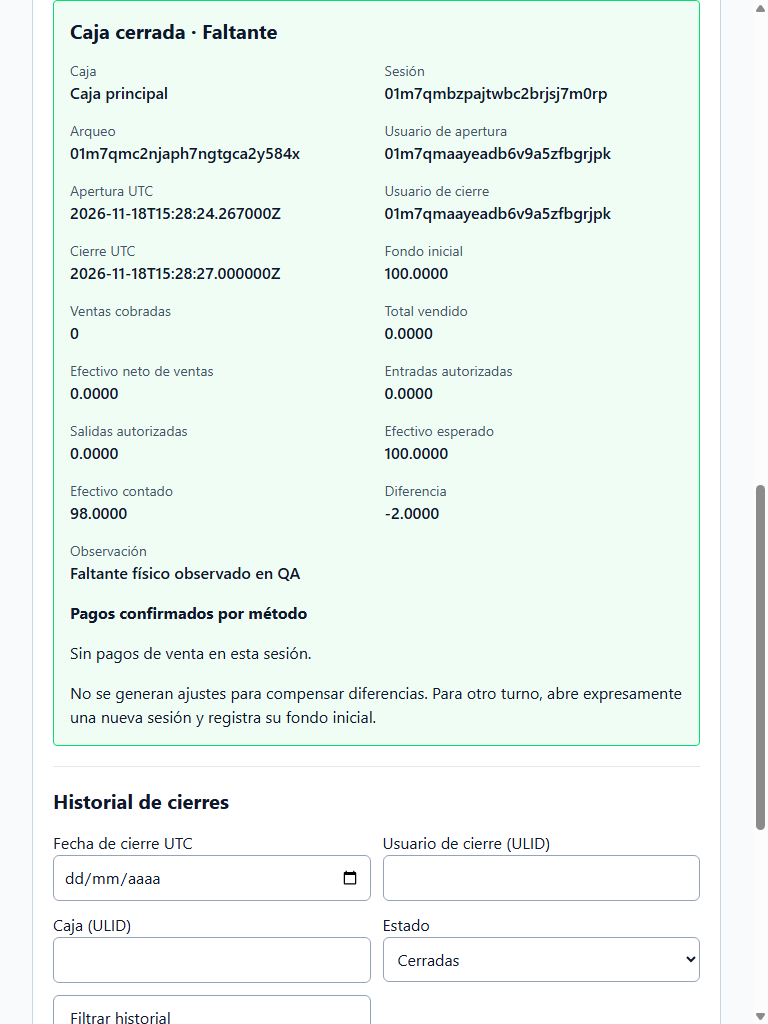 Caja cerrada · Faltante
Caja
Caja principal
Sesión
01m7qmbzpajtwbc2brjsj7m0rp
Arqueo
01m7qmc2njaph7ngtgca2y584x
Usuario de apertura
01m7qmaayeadb6v9a5zfbgrjpk
Apertura UTC
2026-11-18T15:28:24.267000Z
Usuario de cierre
01m7qmaayeadb6v9a5zfbgrjpk
Cierre UTC
2026-11-18T15:28:27.000000Z
Fondo inicial
100.0000
Ventas cobradas
0
Total vendido
0.0000
Efectivo neto de ventas
0.0000
Entradas autorizadas
0.0000
Salidas autorizadas
0.0000
Efectivo esperado
100.0000
Efectivo contado
98.0000
Diferencia
-2.0000
Observación
Faltante físico observado en QA
Pagos confirmados por método
Sin pagos de venta en esta sesión.
No se generan ajustes para compensar diferencias. Para otro turno, abre expresamente
una nueva sesión y registra su fondo inicial.
Historial de cierres
Fecha de cierre UTC
dd/mm/aaaa
Usuario de cierre (ULID)
Caja (ULID)
Estado
Cerradas
Filtrar historial